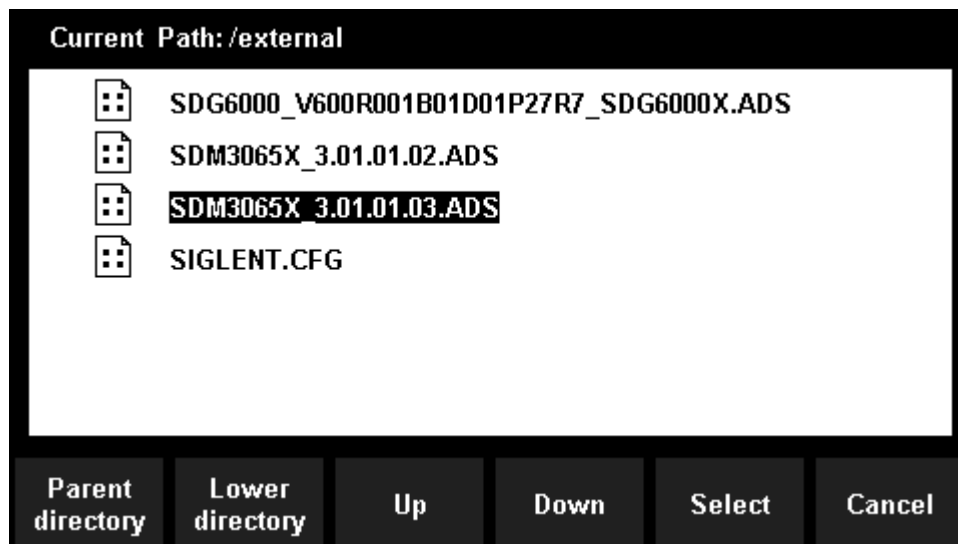 Current Path: /external
SDG6000_V600R001B01D01P27R7_SDG6000X.ADS
SDM3065X_3.01.01.02.ADS
SDM3065X_3.01.01.03.ADS
SIGLENT.CFG
Parent directory
Lower directory
Up
Down
Select
Cancel